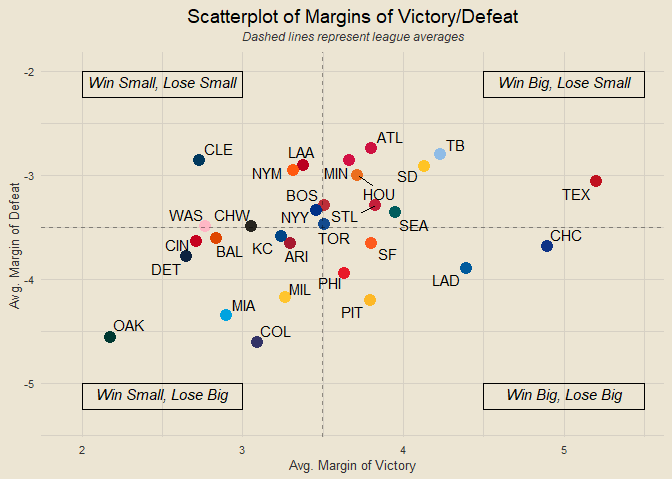 Scatterplot of Margins of Victory/Defeat
Dashed lines represent league averages
-2
Win Small, Lose Small
Win Big, Lose Small
ATL
TB
CLE
LAA
NYM
MIN
SD
-3
HOU
TEX
BOS
WAS
CHW
NYY
STL
SEA
CHC
CIN
BAL
KC
ARI
TOR
SF
DET
PHI
LAD
-4
MIL
MIA
PIT
OAK
COL
-5
Win Small, Lose Big
Win Big, Lose Big
2
3
4
5
Avg. Margin of Victory
Avg. Margin of Defeat